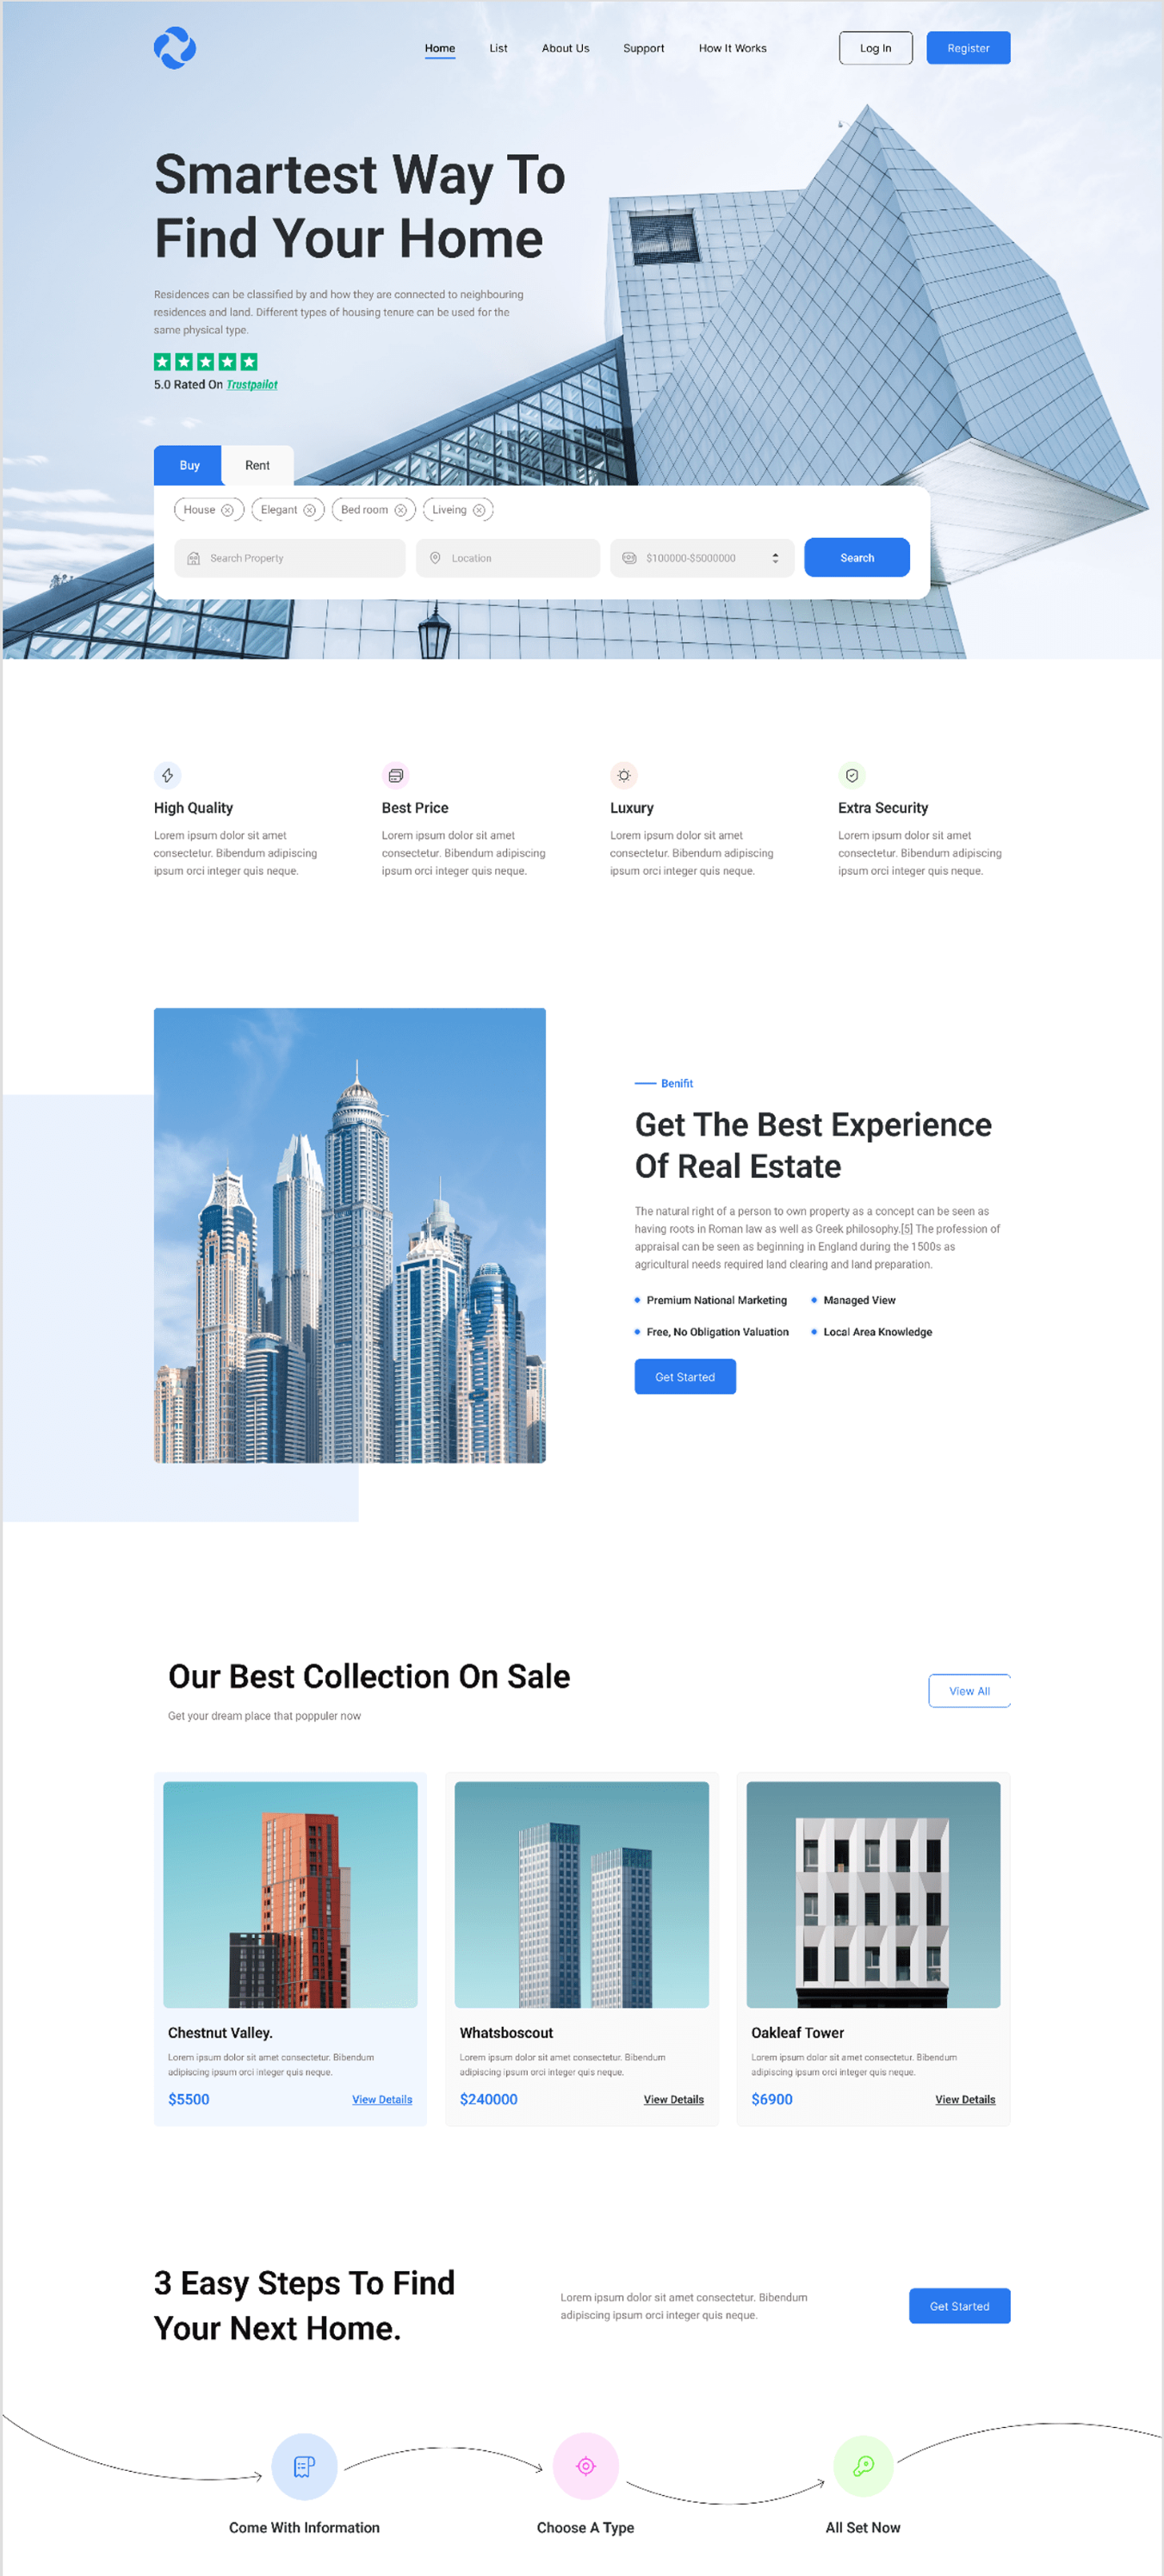 Home List About Us Support How It Works Log In Register
Smartest Way To
Find Your Home
Residences can be classified by and how they are connected to neighbouring
residences and land. Different types of housing tenure can be used for the
same physical type.
5.0 Rated On Trustpailot
Buy Rent
House Elegant Bed room Liveing
Search Property Location $100000-$5000000 Search
High Quality
Lorem ipsum dolor sit amet
consectetur. Bibendum adipiscing
ipsum orci integer quis neque.
Best Price
Lorem ipsum dolor sit amet
consectetur. Bibendum adipiscing
ipsum orci integer quis neque.
Luxury
Lorem ipsum dolor sit amet
consectetur. Bibendum adipiscing
ipsum orci integer quis neque.
Extra Security
Lorem ipsum dolor sit amet
consectetur. Bibendum adipiscing
ipsum orci integer quis neque.
Benifit
Get The Best Experience
Of Real Estate
The natural right of a person to own property as a concept can be seen as
having roots in Roman law as well as Greek philosophy.[5] The profession of
appraisal can be seen as beginning in England during the 1500s as
agricultural needs required land clearing and land preparation.
Premium National Marketing Managed View
Free, No Obligation Valuation Local Area Knowledge
Get Started
Our Best Collection On Sale
Get your dream place that poppuler now
View All
Chestnut Valley.
Lorem ipsum dolor sit amet consectetur. Bibendum
adipiscing ipsum orci integer quis neque.
$5500 View Details
Whatsboscout
Lorem ipsum dolor sit amet consectetur. Bibendum
adipiscing ipsum orci integer quis neque.
$240000 View Details
Oakleaf Tower
Lorem ipsum dolor sit amet consectetur. Bibendum
adipiscing ipsum orci integer quis neque.
$6900 View Details
3 Easy Steps To Find
Your Next Home.
Lorem ipsum dolor sit amet consectetur. Bibendum
adipiscing ipsum orci integer quis neque.
Get Started
Come With Information Choose A Type All Set Now